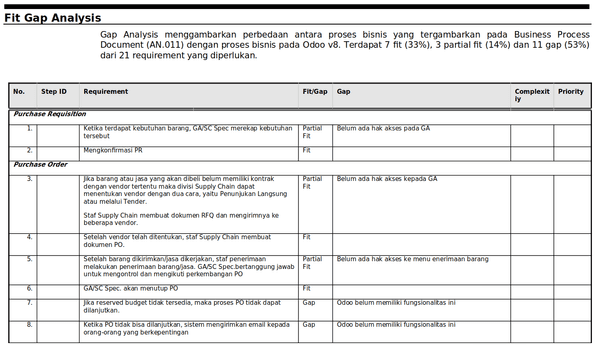 Fit Gap Analysis
Gap Analysis menggambarkan perbedaan antara proses bisnis yang tergambarkan pada Business Process
Document (AN.011) dengan proses bisnis pada Odoo v8. Terdapat 7 fit (33%), 3 partial fit (14%) dan 11 gap (53%)
dari 21 requirement yang diperlukan.
No. Step ID Requirement Fit/Gap Gap Complexit Priority
ly
Purchase Requisition
1. Ketika terdapat kebutuhan barang, GA/SC Spec merekap kebutuhan Partial Belum ada hak akses pada GA
tersebut Fit
2. Mengkonfirmasi PR Fit
Purchase Order
3. Jika barang atau jasa yang akan dibeli belum memiliki kontrak Partial Belum ada hak akses kepada GA
dengan vendor tertentu maka divisi Supply Chain dapat Fit
menentukan vendor dengan dua cara, yaitu Penunjukan Langsung
atau melalui Tender.
Staf Supply Chain membuat dokumen RFQ dan mengirimnya ke
beberapa vendor.
4. Setelah vendor telah ditentukan, staf Supply Chain membuat Fit
dokumen PO.
5. Setelah barang dikirimkan/jasa dikerjakan, staf penerimaan Partial Belum ada hak akses ke menu enerimaan barang
melakukan penerimaan barang/jasa. GA/SC Spec.bertanggung jawab Fit
untuk mengontrol dan mengikuti perkembangan PO
6. GA/SC Spec. akan menutup PO Fit
7. Jika reserved budget tidak tersedia, maka proses PO tidak dapat Gap Odoo belum memiliki fungsionalitas ini
dilanjutkan.
8. Ketika PO tidak bisa dilanjutkan, sistem mengirimkan email kepada Gap Odoo belum memiliki fungsionalitas ini
orang-orang yang berkepentingan